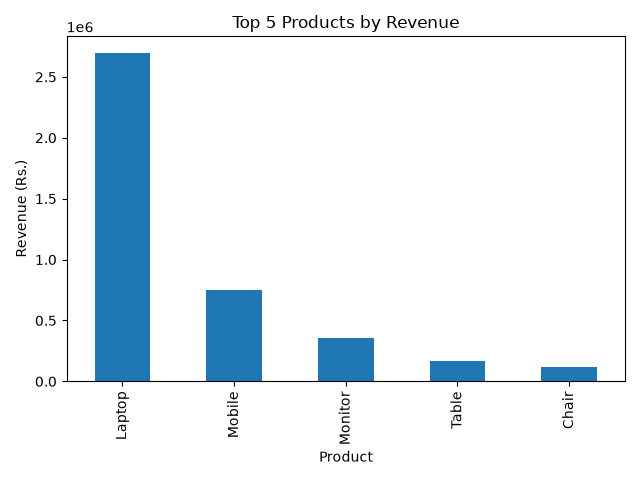 Top 5 Products by Revenue
1e6
2.5
2.0
1.5
1.0
0.5
0.0
Revenue (Rs.)
Laptop
Mobile
Monitor
Table
Chair
Product